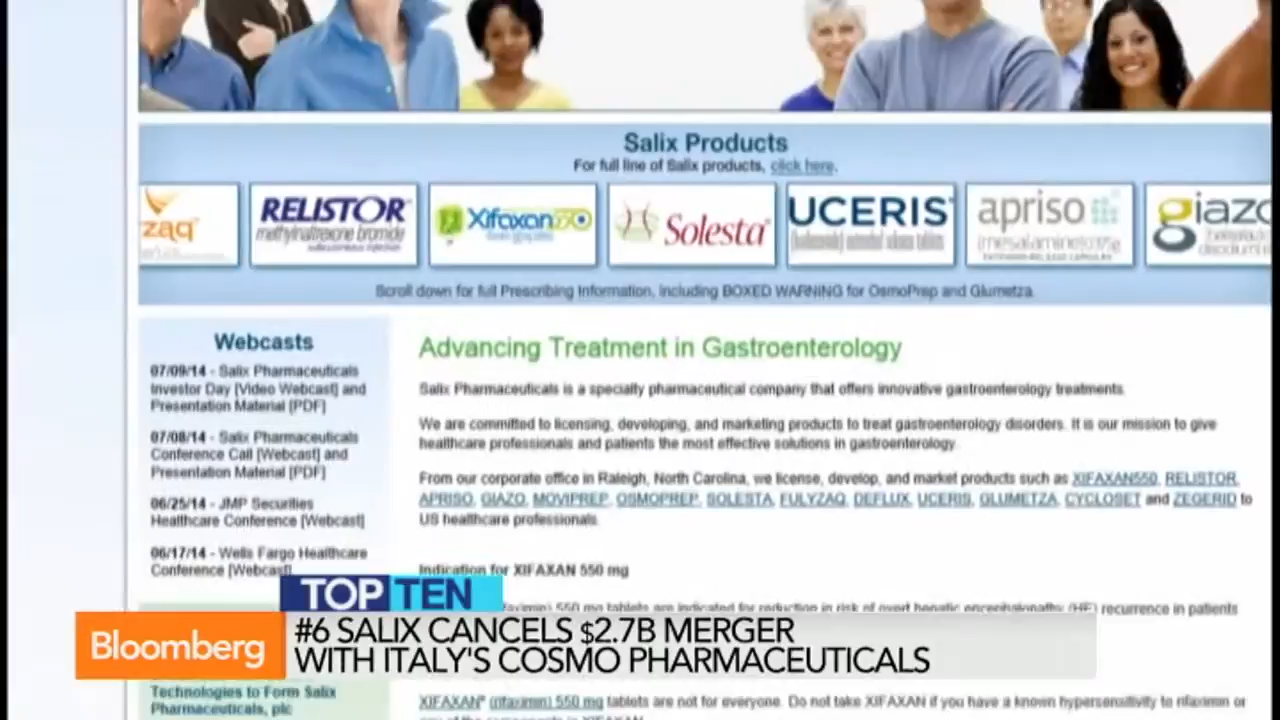 Salix Products
For full line of Salix products, click here.
zaq
RELISTOR
methylnaltrexone bromide
Xifaxan550
Solesta
UCERIS
apriso
giazo
Scroll down for full Prescribing Information, including BOXED WARNING for OsmoPrep and Glumetza.
Webcasts
07/09/14 - Salix Pharmaceuticals
Investor Day [Video Webcast] and
Presentation Material [PDF]
07/08/14 - Salix Pharmaceuticals
Conference Call [Webcast] and
Presentation Material [PDF]
06/25/14 - JMP Securities
Healthcare Conference [Webcast]
06/17/14 - Wells Fargo Healthcare
Conference [Webcast]
Advancing Treatment in Gastroenterology
Salix Pharmaceuticals is a specialty pharmaceutical company that offers innovative gastroenterology treatments.
We are committed to licensing, developing, and marketing products to treat gastroenterology disorders. It is our mission to give
healthcare professionals and patients the most effective solutions in gastroenterology.
From our corporate office in Raleigh, North Carolina, we license, develop, and market products such as XIFAXAN550, RELISTOR,
APRISO, GIAZO, MOVIPREP, OSMOPREP, SOLESTA, FULYZAQ, DEFLUX, UCERIS, GLUMETZA, CYCLOSET and ZEGERID to
US healthcare professionals.
Indication for XIFAXAN 550 mg
550 mg tablets are indicated for reduction in risk of overt hepatic encephalopathy (HE) recurrence in patients
TOP TEN
Bloomberg
#6 SALIX CANCELS $2.7B MERGER
WITH ITALY'S COSMO PHARMACEUTICALS
Technologies to Form Salix
Pharmaceuticals, plc
XIFAXAN® (rifaximin) 550 mg tablets are not for everyone. Do not take XIFAXAN if you have a known hypersensitivity to rifaximin or